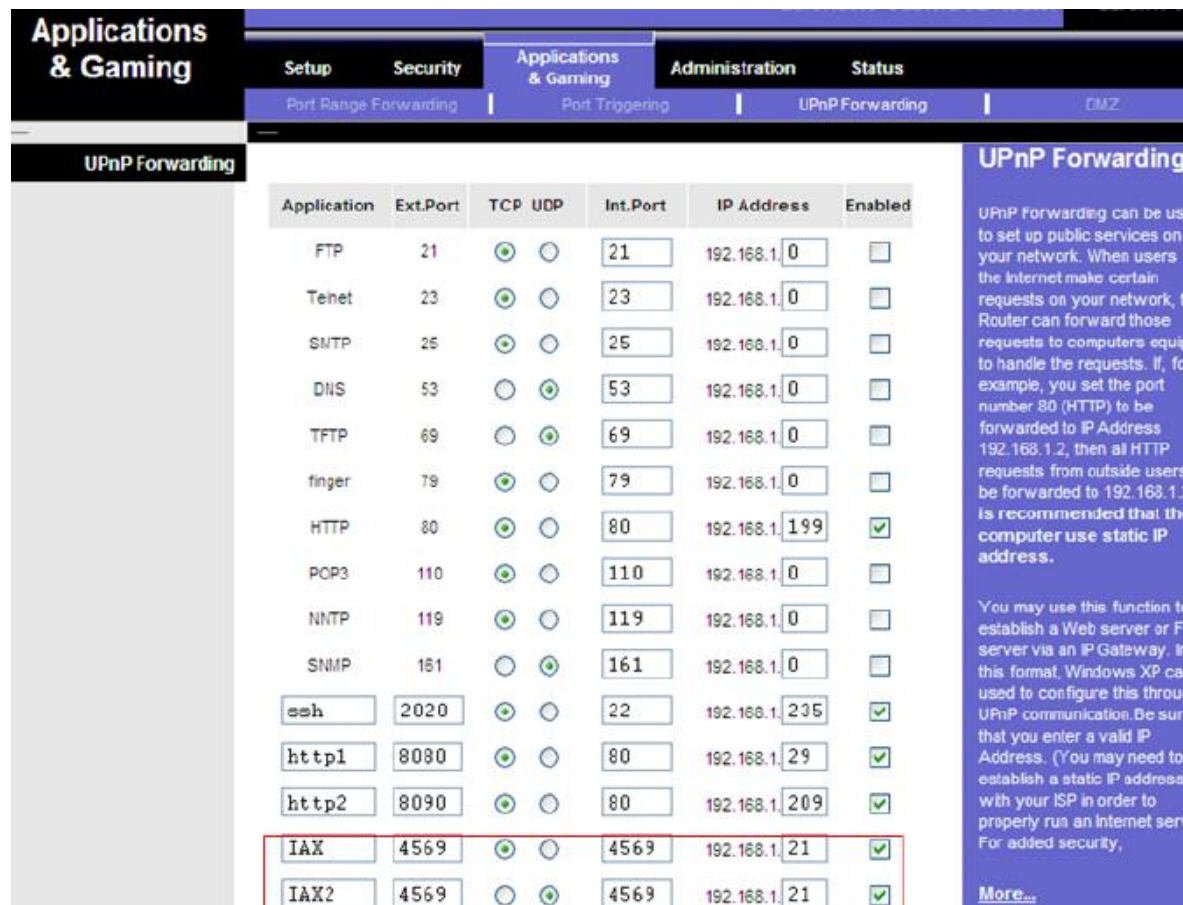 Applications
& Gaming
Setup Security Applications & Gaming Administration Status
Port Range Forwarding Port Triggering UPnP Forwarding DMZ
UPnP Forwarding
Application Ext.Port TCP UDP Int.Port IP Address Enabled
FTP 21 21 192.168.1. 0
Telnet 23 23 192.168.1. 0
SMTP 25 25 192.168.1. 0
DNS 53 53 192.168.1. 0
TFTP 69 69 192.168.1. 0
finger 79 79 192.168.1. 0
HTTP 80 80 192.168.1. 199
POP3 110 110 192.168.1. 0
NNTP 119 119 192.168.1. 0
SNMP 161 161 192.168.1. 0
ssh 2020 22 192.168.1. 235
http1 8080 80 192.168.1. 29
http2 8090 80 192.168.1. 209
IAX 4569 4569 192.168.1. 21
IAX2 4569 4569 192.168.1. 21
UPnP Forwarding
UPnP Forwarding can be
to set up public services on
your network. When users
the Internet make certain
requests on your network,
Router can forward those
requests to computers
to handle the requests. If,
example, you set the port
number 80 (HTTP) to be
forwarded to IP Address
192.168.1.2, then all HTTP
requests from outside users
be forwarded to 192.168.1.
is recommended that
computer use static IP
address.
You may use this function
establish a Web server or
server via an IP Gateway.
this format, Windows XP
used to configure this
UPnP communication.Be
that you enter a valid IP
Address. (You may need to
establish a static IP address
with your ISP in order to
properly run an Internet
For added security,
More...